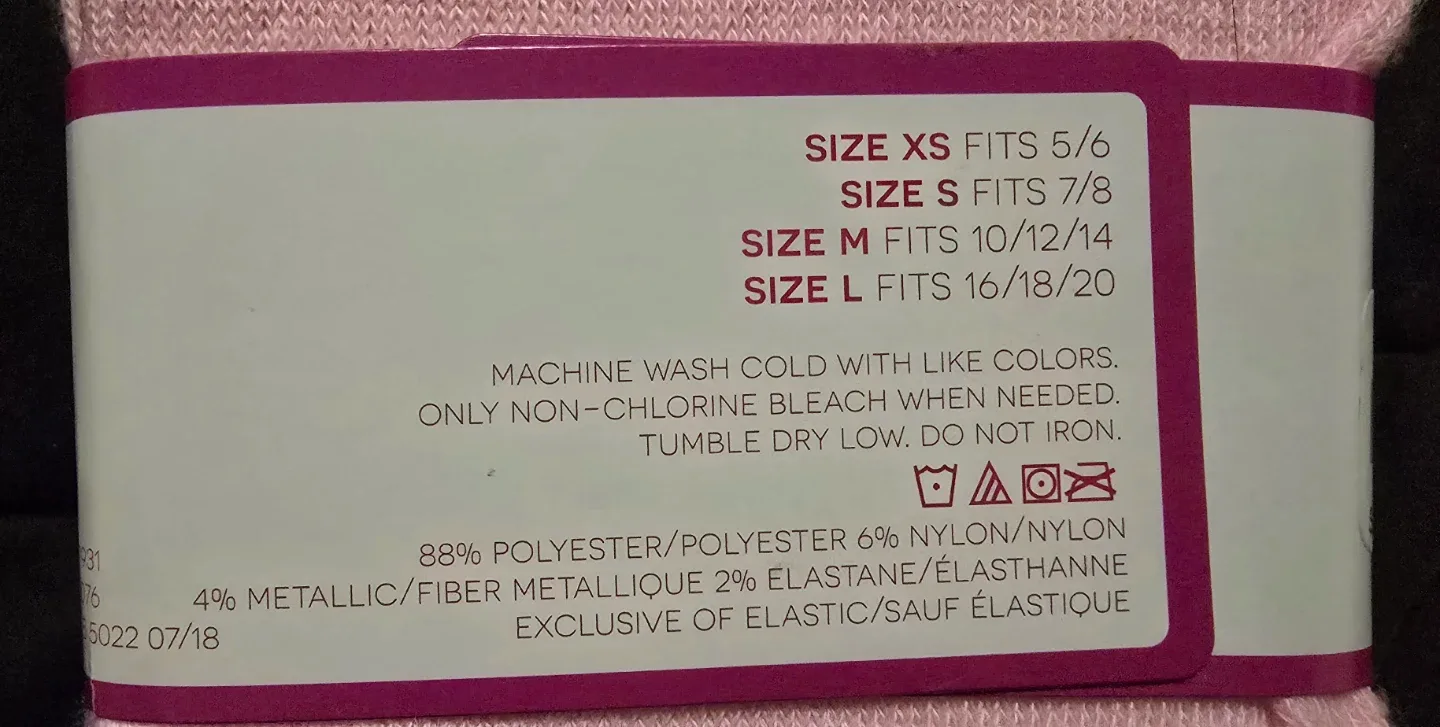 SIZE XS FITS 5/6
SIZE S FITS 7/8
SIZE M FITS 10/12/14
SIZE L FITS 16/18/20
MACHINE WASH COLD WITH LIKE COLORS.
ONLY NON-CHLORINE BLEACH WHEN NEEDED.
TUMBLE DRY LOW. DO NOT IRON.
88% POLYESTER/POLYESTER 6% NYLON/NYLON
4% METALLIC/FIBER METALLIQUE 2% ELASTANE/ÉLASTHANNE
EXCLUSIVE OF ELASTIC/SAUF ÉLASTIQUE
931
76
5022 07/18